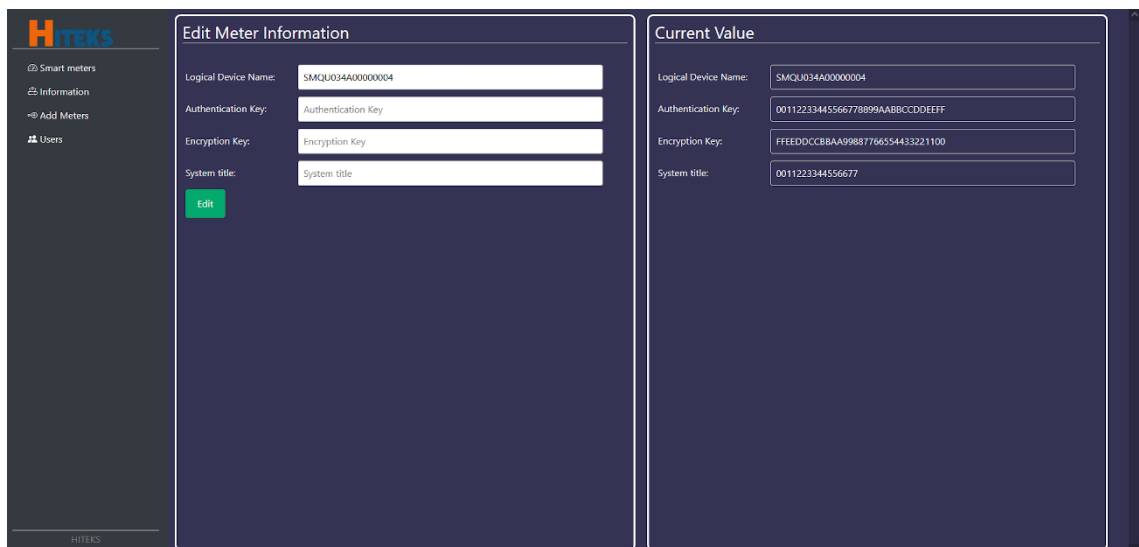 HITEKS
Smart meters
Information
Add Meters
Users
HITEKS
Edit Meter Information
Logical Device Name: SMQU034A00000004
Authentication Key: Authentication Key
Encryption Key: Encryption Key
System title: System title
Edit
Current Value
Logical Device Name: SMQU034A00000004
Authentication Key: 00112233445566778899AABBCCDDEEFF
Encryption Key: FFEEDDCCBBAA99887766554433221100
System title: 0011223344556677